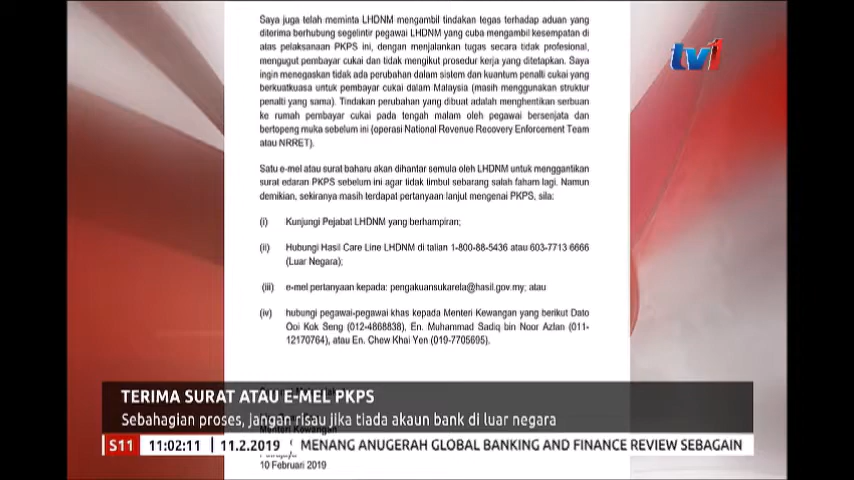 Saya juga telah meminta LHDNM mengambil tindakan tegas terhadap aduan yang
diterima berhubung segelintir pegawai LHDNM yang cuba mengambil kesempatan di
atas pelaksanaan PKPS ini, dengan menjalankan tugas secara tidak profesional,
mengugut pembayar cukai dan tidak mengikut prosedur kerja yang ditetapkan. Saya
ingin menegaskan tidak ada perubahan dalam sistem dan kuantum penalti cukai yang
berkuatkuasa untuk pembayar cukai dalam Malaysia (masih menggunakan struktur
penalti yang sama). Tindakan perubahan yang dibuat adalah menghentikan serbuan
ke rumah pembayar cukai pada tengah malam oleh pegawai bersenjata dan
bertopeng muka sebelum ini (operasi National Revenue Recovery Enforcement Team
atau NRRET).
tv1
Satu e-mel atau surat baharu akan dihantar semula oleh LHDNM untuk menggantikan
surat edaran PKPS sebelum ini agar tidak timbul sebarang salah faham lagi. Namun
demikian, sekiranya masih terdapat pertanyaan lanjut mengenai PKPS, sila:
(i) Kunjungi Pejabat LHDNM yang berhampiran;
(ii) Hubungi Hasil Care Line LHDNM di talian 1-800-88-5436 atau 603-7713 6666
(Luar Negara);
(iii) e-mel pertanyaan kepada: pengakuansukarela@hasil.gov.my; atau
(iv) hubungi pegawai-pegawai khas kepada Menteri Kewangan yang berikut Dato
Ooi Kok Seng (012-4868838), En. Muhammad Sadiq bin Noor Azlan (011-
12170764), atau En. Chew Khai Yen (019-7705695).
TERIMA SURAT ATAU E-MEL PKPS
Sebahagian proses, jangan risau jika tiada akaun bank di luar negara
Menteri Kewangan
S11 11:02:11 11.2.2019 MENANG ANUGERAH GLOBAL BANKING AND FINANCE REVIEW SEBAGAIN
10 Februari 2019